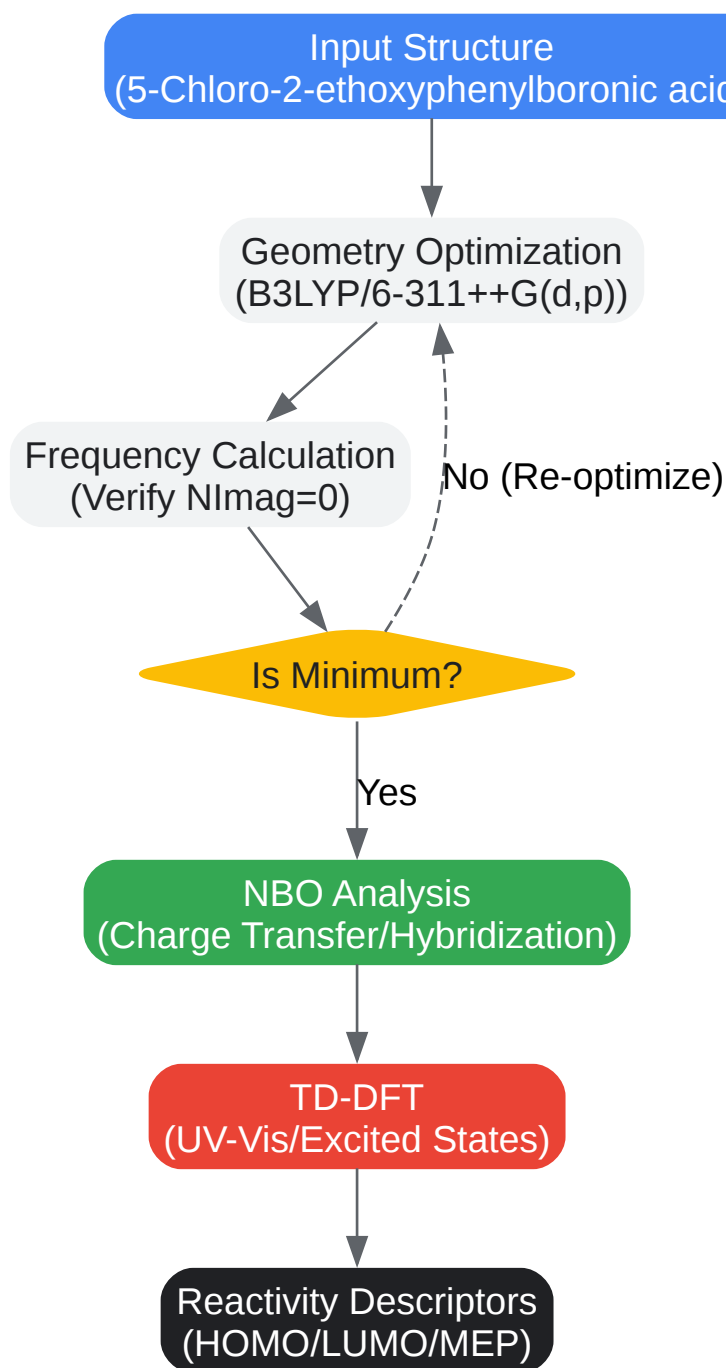 Input Structure
(5-Chloro-2-ethoxyphenylboronic acid
Geometry Optimization
(B3LYP/6-311++G(d,p))
Frequency Calculation
(Verify NImag=0)
No (Re-optimize)
Is Minimum?
Yes
NBO Analysis
(Charge Transfer/Hybridization)
TD-DFT
(UV-Vis/Excited States)
Reactivity Descriptors
(HOMO/LUMO/MEP)